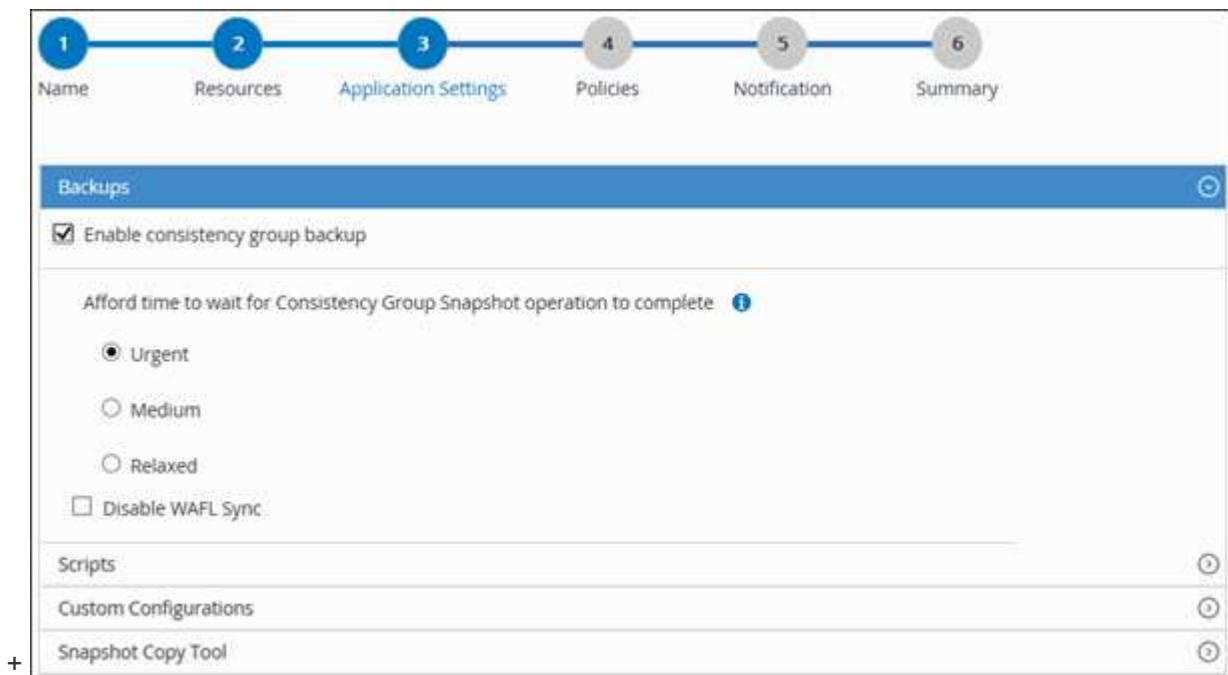 1 2 3 4 5 6
Name Resources Application Settings Policies Notification Summary
Backups
Enable consistency group backup
Afford time to wait for Consistency Group Snapshot operation to complete
Urgent
Medium
Relaxed
Disable WAFL Sync
Scripts
Custom Configurations
Snapshot Copy Tool
+